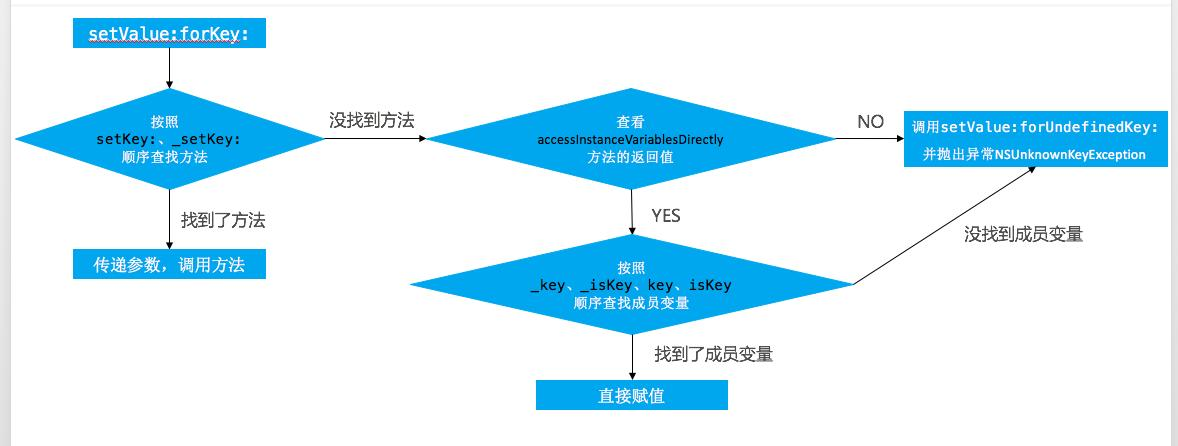 setValue:forKey:
按照
setKey:、_setKey:
顺序查找方法
没找到方法
查看
accessInstanceVariablesDirectly
方法的返回值
NO
调用setValue:forUndefinedKey:
并抛出异常NSUnknownKeyException
找到了方法
YES
没找到成员变量
传递参数，调用方法
按照
_key、_isKey、key、isKey
顺序查找成员变量
找到了成员变量
直接赋值